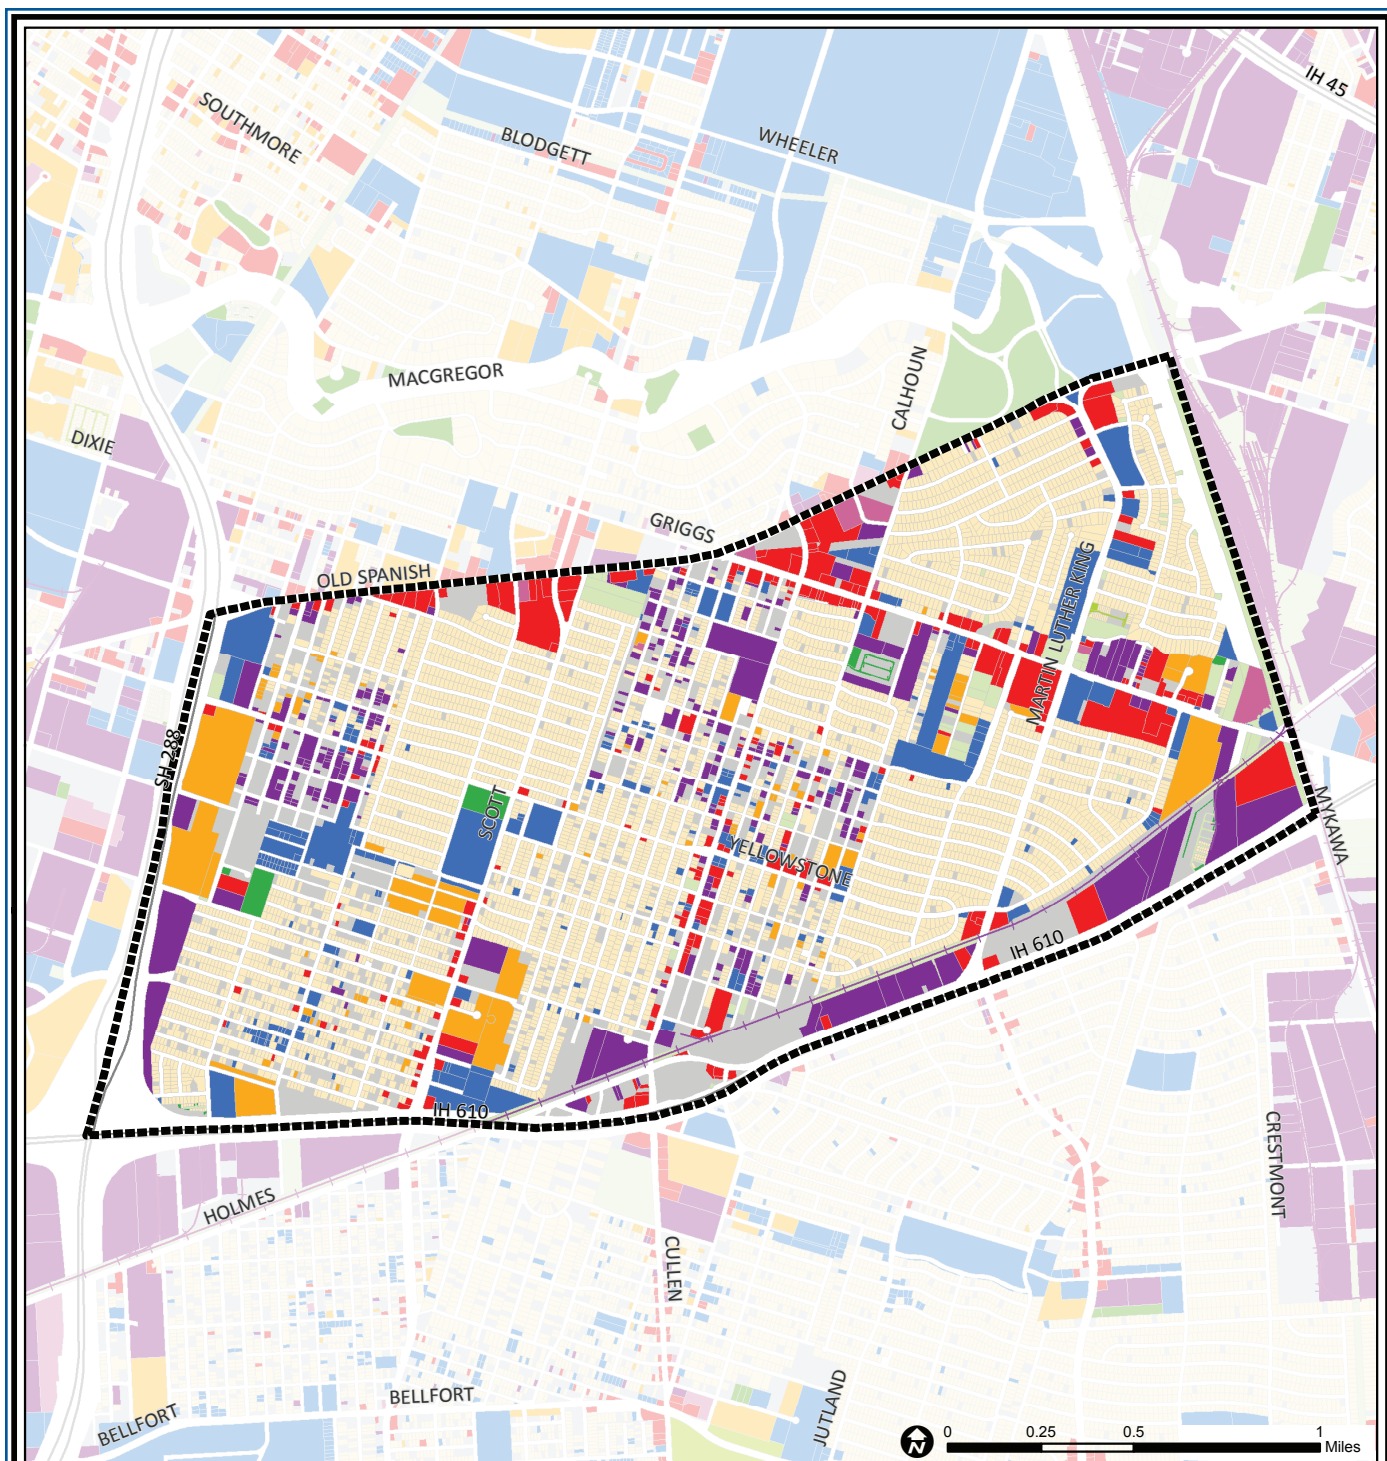 IH 45
SOUTHMORE
BLODGETT
WHEELER
MACGREGOR
CALHOUN
DIXIE
GRIGGS
OLD SPANISH
MARTIN LUTHER KING
SH 288
SCOTT
MYKAWA
YELLOWSTONE
IH 610
IH 610
CRESTMONT
HOLMES
CULLEN
JUTLAND
BELLFORT
BELLFORT
N
0 0.25 0.5 1
Miles